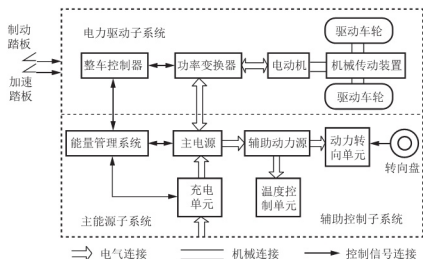 制动
踏板
加速
踏板
电力驱动子系统
整车控制器
功率变换器
电动机
机械传动装置
驱动车轮
驱动车轮
能量管理系统
主电源
辅助动力源
动力转
向单元
转向盘
充电
单元
温度控
制单元
主能源子系统
辅助控制子系统
电气连接
机械连接
控制信号连接